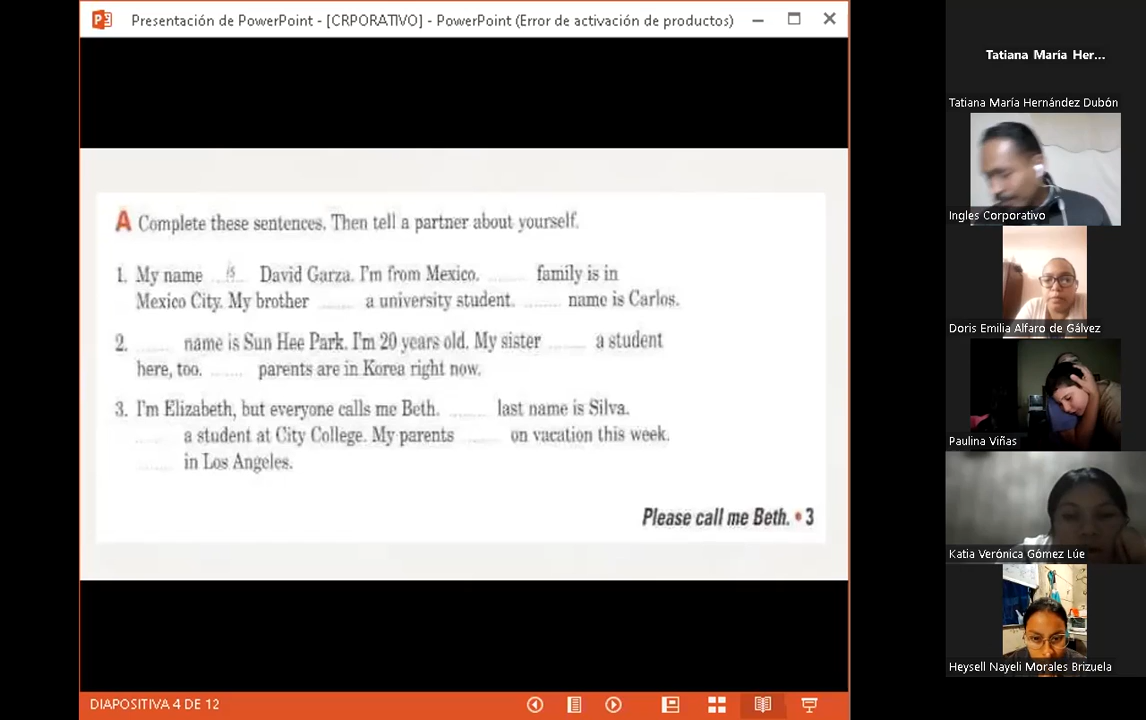 Presentación de PowerPoint - [CRPORATIVO] - PowerPoint (Error de activación de productos)
Tatiana María Her...
Tatiana María Hernández Dubón
Ingles Corporativo
Doris Emilia Alfaro de Gálvez
Paulina Viñas
Katia Verónica Gómez Lúe
Heysell Nayeli Morales Brizuela
A Complete these sentences. Then tell a partner about yourself.
1. My name is David Garza. I'm from Mexico. ........ family is in
Mexico City. My brother ........ a university student. ........ name is Carlos.
2. ........ name is Sun Hee Park. I'm 20 years old. My sister ........ a student
here, too. ........ parents are in Korea right now.
3. I'm Elizabeth, but everyone calls me Beth. ........ last name is Silva.
........ a student at City College. My parents ........ on vacation this week.
........ in Los Angeles.
Please call me Beth. • 3
DIAPOSITIVA 4 DE 12